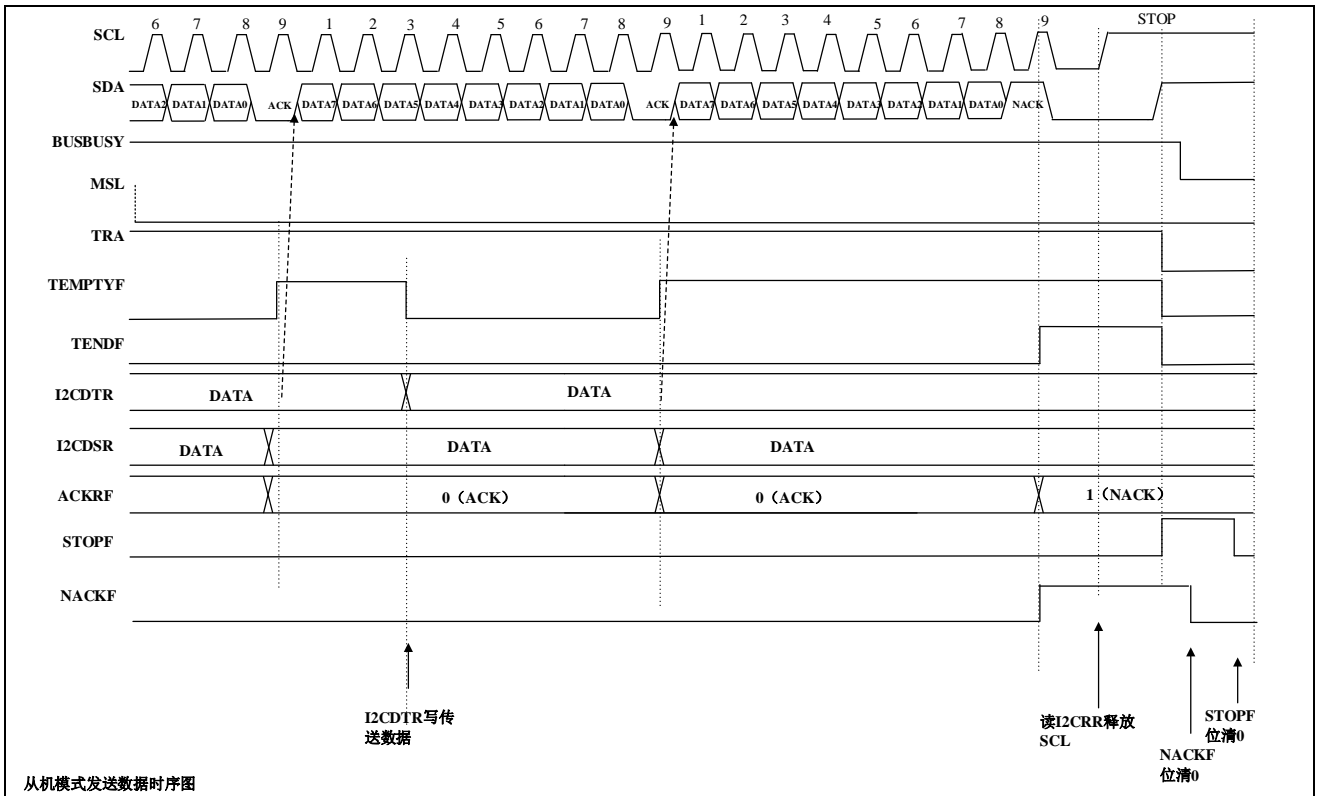 6 7 8 9 1 2 3 4 5 6 7 8 9 1 2 3 4 5 6 7 8 9 STOP
SCL
SDA
DATA2 DATA1 DATA0 ACK DATA7 DATA6 DATA5 DATA4 DATA3 DATA2 DATA1 DATA0 ACK DATA7 DATA6 DATA5 DATA4 DATA3 DATA2 DATA1 DATA0 NACK
BUSBUSY
MSL
TRA
TEMPTYF
TENDF
I2CDTR DATA DATA
I2CDSR DATA DATA DATA
ACKRF 0（ACK） 0（ACK） 1（NACK）
STOPF
NACKF
I2CDTR写传
送数据
读I2CRR释放
SCL
NACKF
位清0
STOPF
位清0
从机模式发送数据时序图